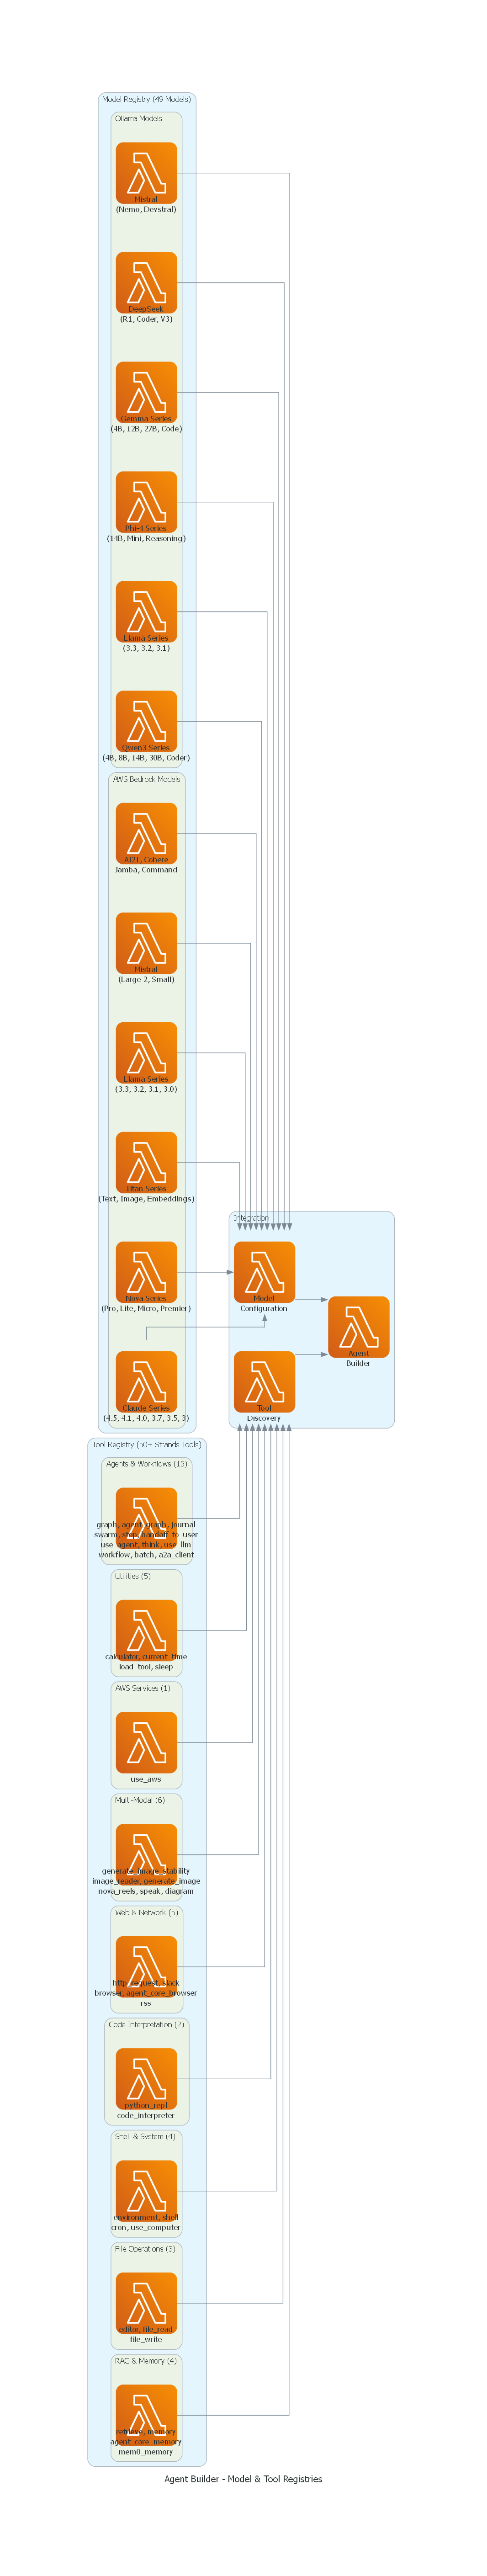 Model Registry (49 Models)
Ollama Models
Mistral
(Nemo, Devstral)
DeepSeek
(R1, Coder, V3)
Gemma Series
(4B, 12B, 27B, Code)
Phi-4 Series
(14B, Mini, Reasoning)
Llama Series
(3.3, 3.2, 3.1)
Qwen3 Series
(4B, 8B, 14B, 30B, Coder)
AWS Bedrock Models
AI21, Cohere
Jamba, Command
Mistral
(Large 2, Small)
Llama Series
(3.3, 3.2, 3.1, 3.0)
Titan Series
(Text, Image, Embeddings)
Nova Series
(Pro, Lite, Micro, Premier)
Claude Series
(4.5, 4.1, 4.0, 3.7, 3.5, 3)
Integration
Model
Configuration
Agent
Builder
Tool
Discovery
Tool Registry (50+ Strands Tools)
Agents & Workflows (15)
graph, agent_graph, journal
swarm, stop, handoff_to_user
use_agent, think, use_llm
workflow, batch, a2a_client
Utilities (5)
calculator, current_time
load_tool, sleep
AWS Services (1)
use_aws
Multi-Modal (6)
generate_image_stability
image_reader, generate_image
nova_reels, speak, diagram
Web & Network (5)
http_request, slack
browser, agent_core_browser
rss
Code Interpretation (2)
python_repl
code_interpreter
Shell & System (4)
environment, shell
cron, use_computer
File Operations (3)
editor, file_read
file_write
RAG & Memory (4)
retrieve, memory
agent_core_memory
mem0_memory
Agent Builder - Model & Tool Registries